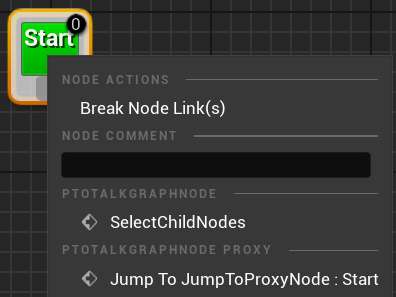 Start
0
NODE ACTIONS
Break Node Link(s)
NODE COMMENT
PTOTALKGRAPHNODE
SelectChildNodes
PTOTALKGRAPHNODE PROXY
Jump To JumpToProxyNode : Start